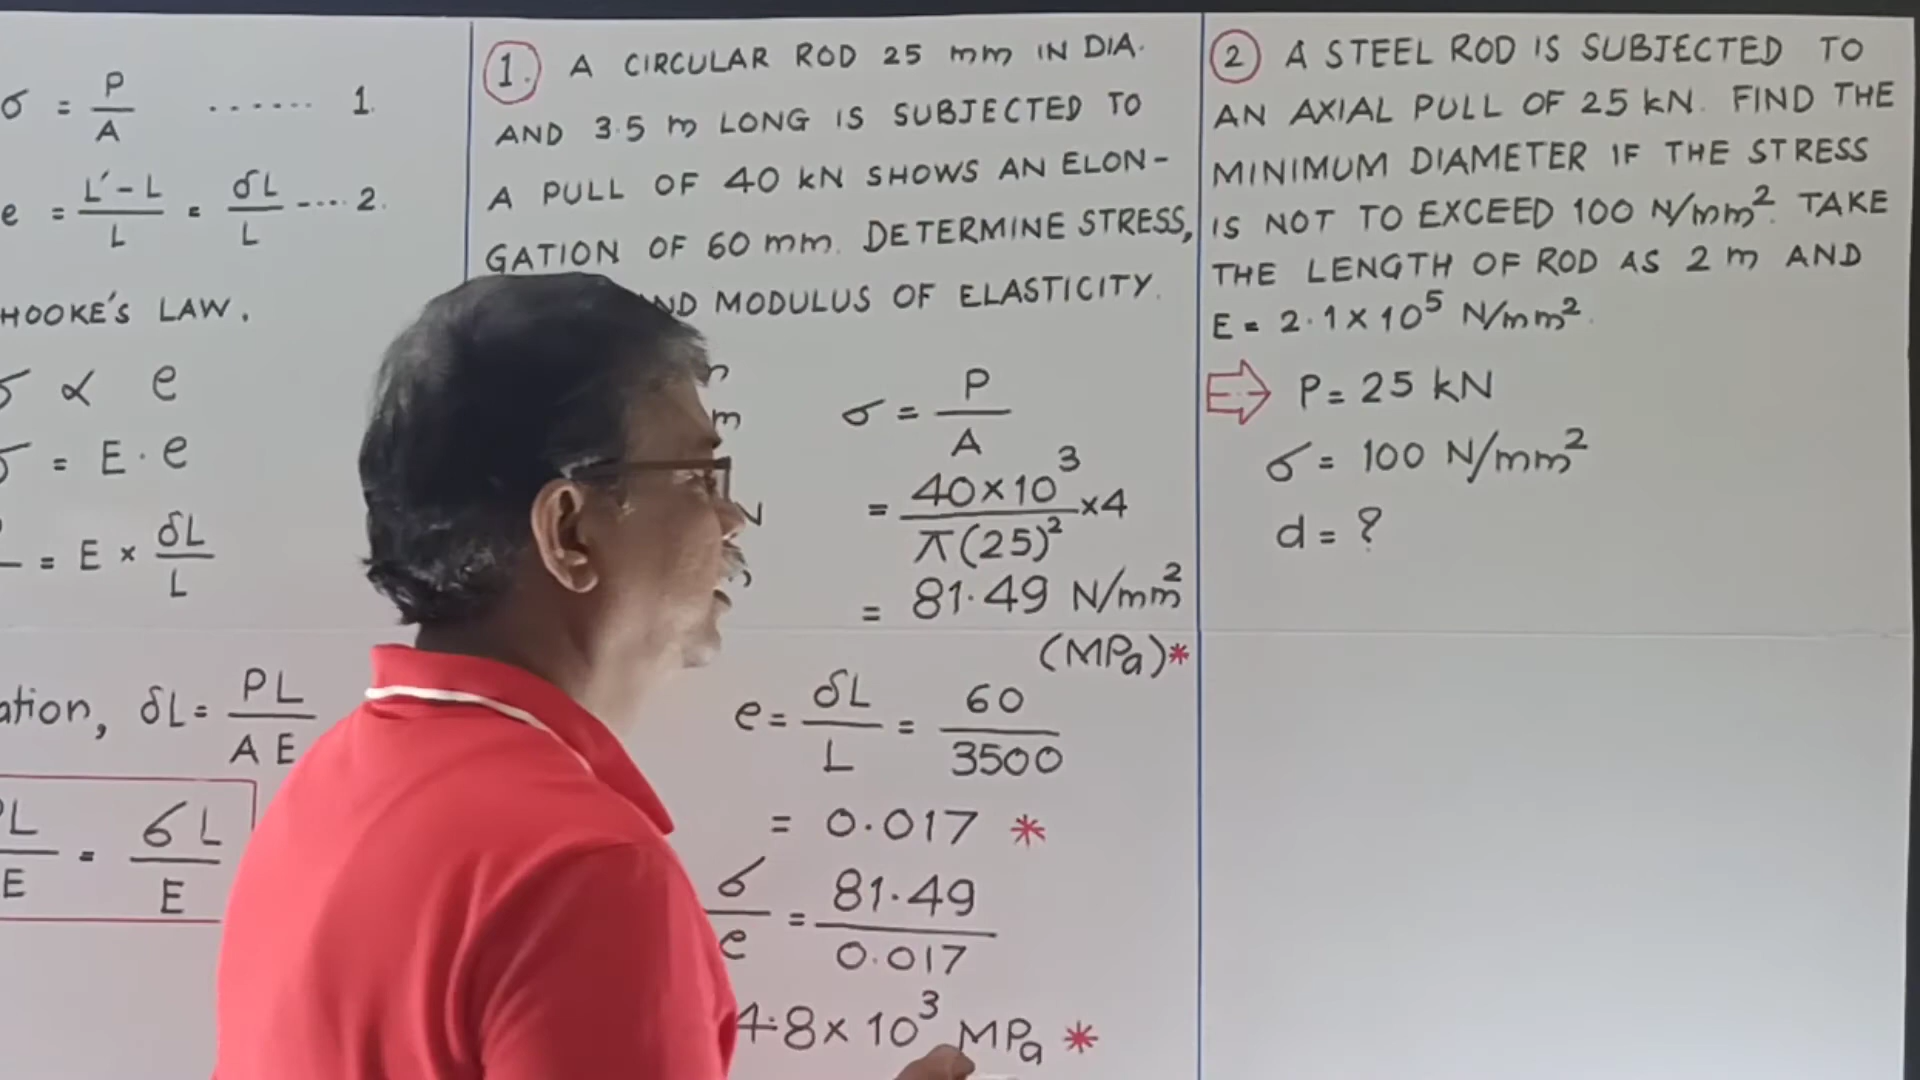 σ = P/A ...... 1.
e = L'-L/L = δL/L ---- 2.
HOOKE'S LAW.
σ ∝ e
σ = E · e
= E × δL/L
ation, δL = PL/AE
PL/E = σL/E
1. A CIRCULAR ROD 25 mm IN DIA.
AND 3.5 m LONG IS SUBJECTED TO
A PULL OF 40 kN SHOWS AN ELON-
GATION OF 60 mm. DETERMINE STRESS,
ND MODULUS OF ELASTICITY.
m
N
σ = P/A
= 40×10³/π(25)² ×4
= 81.49 N/mm²
(MPa)*
e = δL/L = 60/3500
= 0.017 *
σ/e = 81.49/0.017
4.8×10³ MPa *
2 A STEEL ROD IS SUBJECTED TO
AN AXIAL PULL OF 25 kN. FIND THE
MINIMUM DIAMETER IF THE STRESS
IS NOT TO EXCEED 100 N/mm². TAKE
THE LENGTH OF ROD AS 2 m AND
E = 2.1×10⁵ N/mm².
P = 25 kN
σ = 100 N/mm²
d = ?